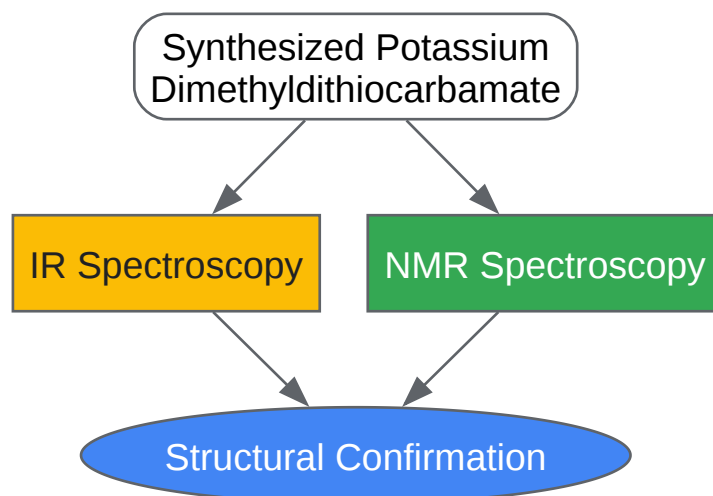 Synthesized Potassium
Dimethyldithiocarbamate
IR Spectroscopy
NMR Spectroscopy
Structural Confirmation